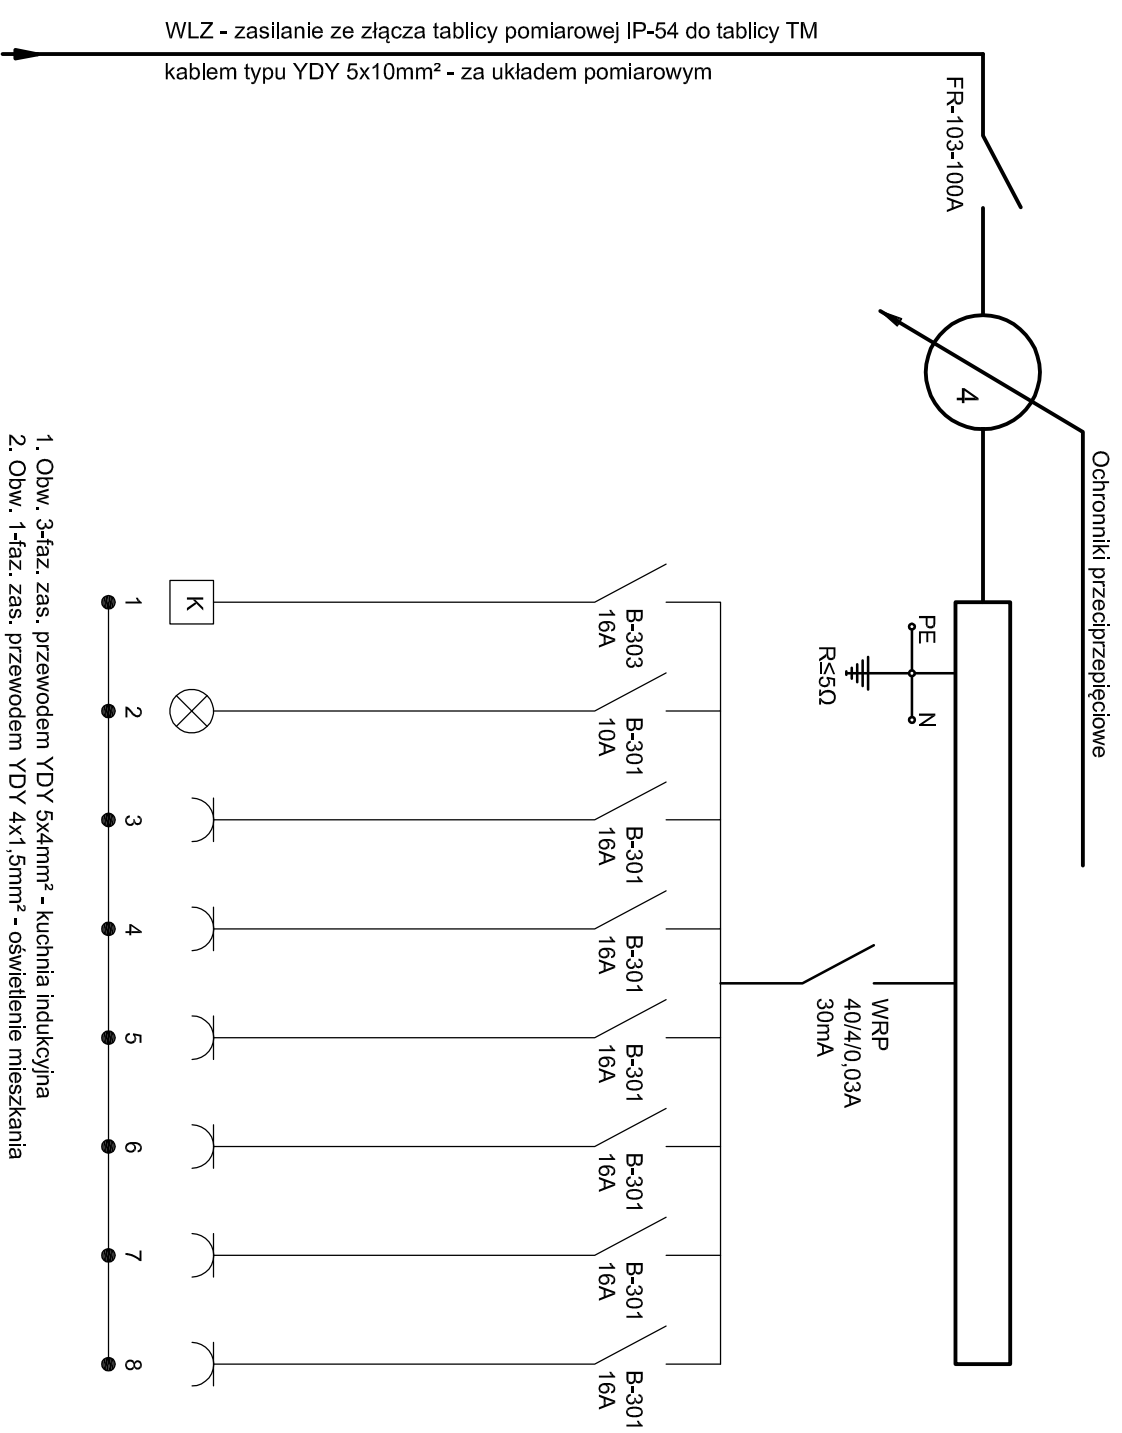 WLZ - zasilanie ze złącza tablicy pomiarowej IP-54 do tablicy TM
kablem typu YDY 5x10mm² - za układem pomiarowym
FR-103-100A
4
Ochronniki przeciprzepięciowe
PE
N
R≤5Ω
WRP
40/4/0,03A
30mA
B-303
16A
B-301
10A
B-301
16A
B-301
16A
B-301
16A
B-301
16A
B-301
16A
B-301
16A
K
1
2
3
4
5
6
7
8
1. Obw. 3-faz. zas. przewodem YDY 5x4mm² - kuchnia indukcyjna
2. Obw. 1-faz. zas. przewodem YDY 4x1,5mm² - oświetlenie mieszkania